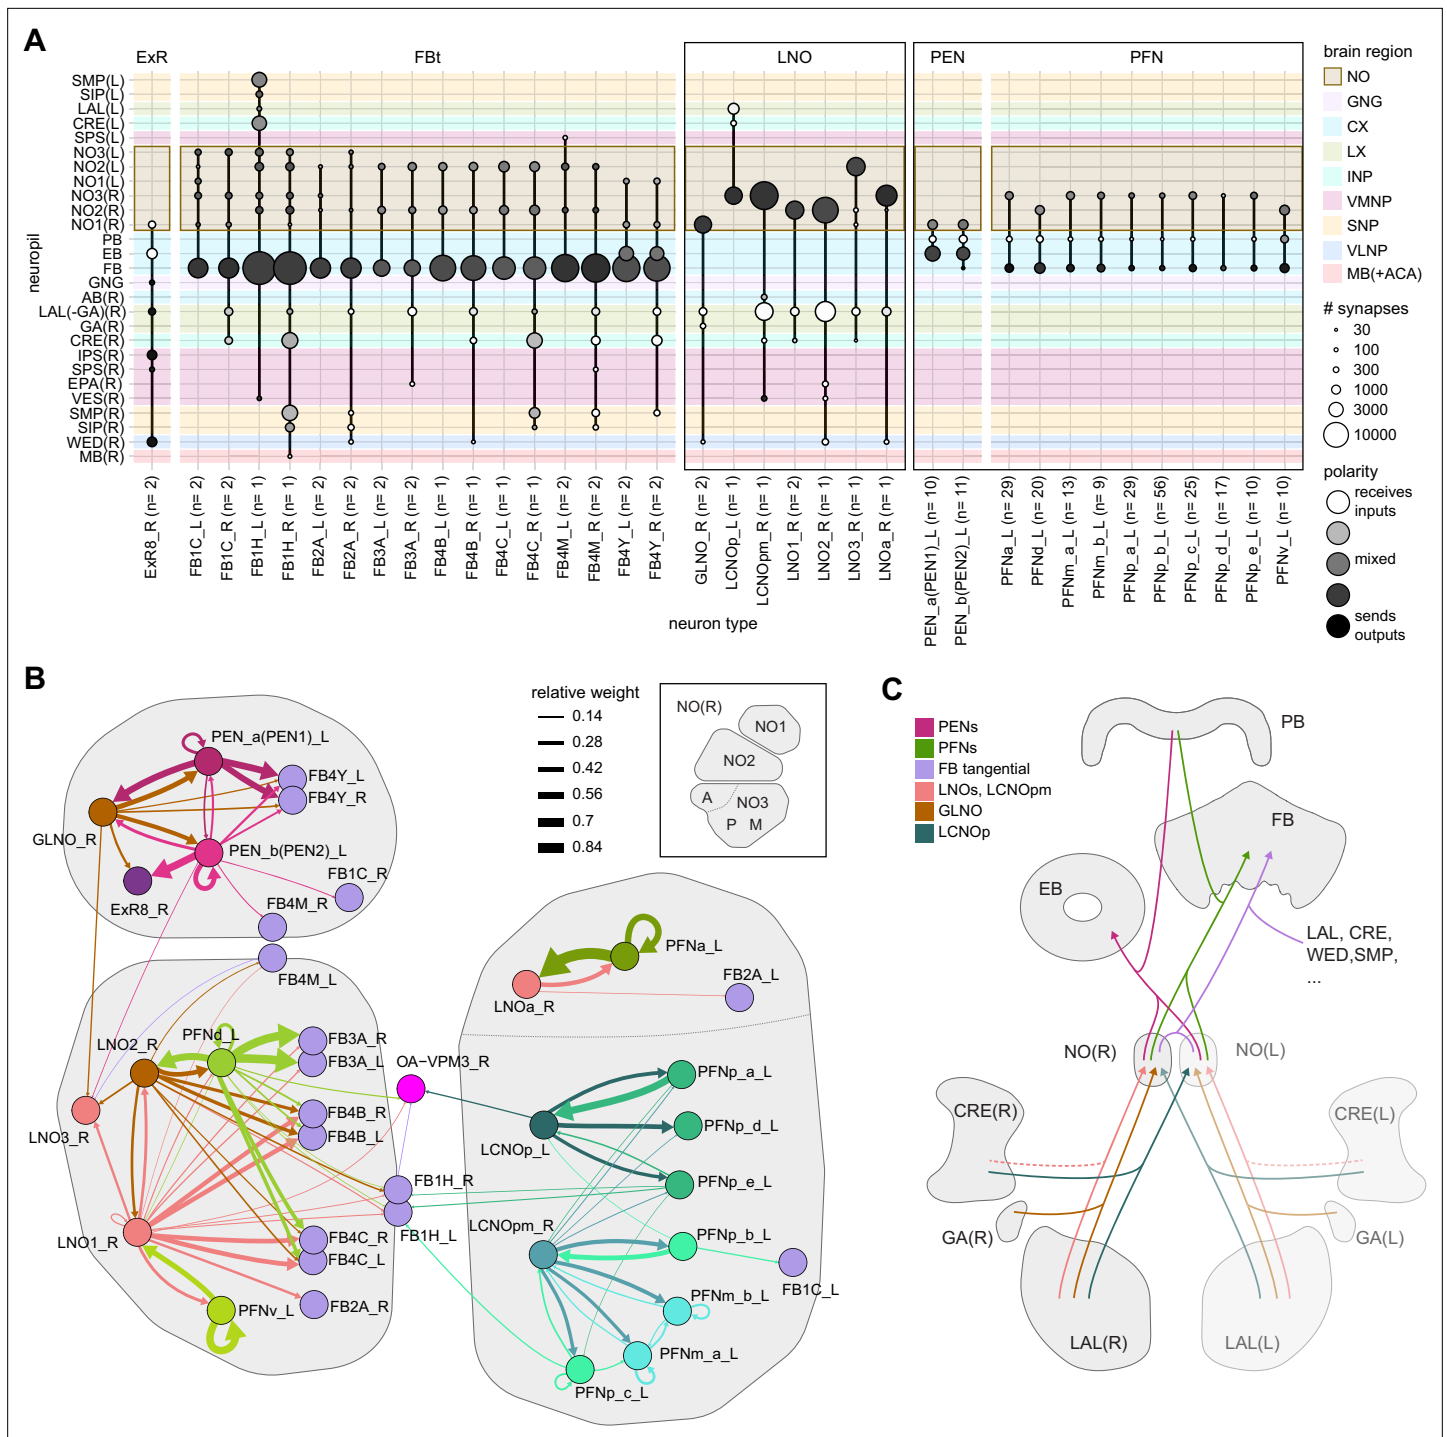 A
ExR
FBt
LNO
PEN
PFN
neuropil
SMP(L)
SIP(L)
LAL(L)
CRE(L)
SPS(L)
NO3(L)
NO2(L)
NO1(L)
NO3(R)
NO2(R)
NO1(R)
PB
EB
FB
GNG
AB(R)
LAL(-GA)(R)
GA(R)
CRE(R)
IPS(R)
SPS(R)
EPA(R)
VES(R)
SMP(R)
SIP(R)
WED(R)
MB(R)
ExR8_R (n= 2)
FB1C_L (n= 2)
FB1C_R (n= 2)
FB1H_L (n= 1)
FB1H_R (n= 1)
FB2A_L (n= 2)
FB2A_R (n= 2)
FB3A_L (n= 2)
FB3A_R (n= 2)
FB4B_L (n= 1)
FB4B_R (n= 1)
FB4C_L (n= 1)
FB4C_R (n= 1)
FB4M_L (n= 2)
FB4M_R (n= 2)
FB4Y_L (n= 2)
FB4Y_R (n= 2)
GLNO_R (n= 2)
LCNOp_L (n= 1)
LCNOpm_R (n= 1)
LNO1_R (n= 2)
LNO2_R (n= 1)
LNO3_R (n= 1)
LNOa_R (n= 1)
PEN_a(PEN1)_L (n= 10)
PEN_b(PEN2)_L (n= 11)
PFNa_L (n= 29)
PFNd_L (n= 20)
PFNm_a_L (n= 13)
PFNm_b_L (n= 9)
PFNp_a_L (n= 29)
PFNp_b_L (n= 56)
PFNp_c_L (n= 25)
PFNp_d_L (n= 17)
PFNp_e_L (n= 10)
PFNv_L (n= 10)
neuron type
brain region
NO
GNG
CX
LX
INP
VMNP
SNP
VLNP
MB(+ACA)
# synapses
30
100
300
1000
3000
10000
polarity
receives
inputs
mixed
sends
outputs
B
relative weight
0.14
0.28
0.42
0.56
0.7
0.84
NO(R)
NO1
NO2
A
NO3
P M
PEN_a(PEN1)_L
FB4Y_L
FB4Y_R
GLNO_R
PEN_b(PEN2)_L
FB1C_R
ExR8_R
FB4M_R
FB4M_L
LNO2_R
PFNd_L
FB3A_R
FB3A_L
OA−VPM3_R
FB4B_R
FB4B_L
LNO3_R
FB1H_R
FB1H_L
LNO1_R
FB4C_R
FB4C_L
PFNv_L
FB2A_R
PFNa_L
LNOa_R
FB2A_L
PFNp_a_L
PFNp_d_L
LCNOp_L
PFNp_e_L
LCNOpm_R
PFNp_b_L
FB1C_L
PFNm_b_L
PFNm_a_L
PFNp_c_L
C
PENs
PFNs
FB tangential
LNOs, LCNOpm
GLNO
LCNOp
PB
FB
EB
LAL, CRE,
WED,SMP,
...
NO(R)
NO(L)
CRE(R)
CRE(L)
GA(R)
GA(L)
LAL(R)
LAL(L)